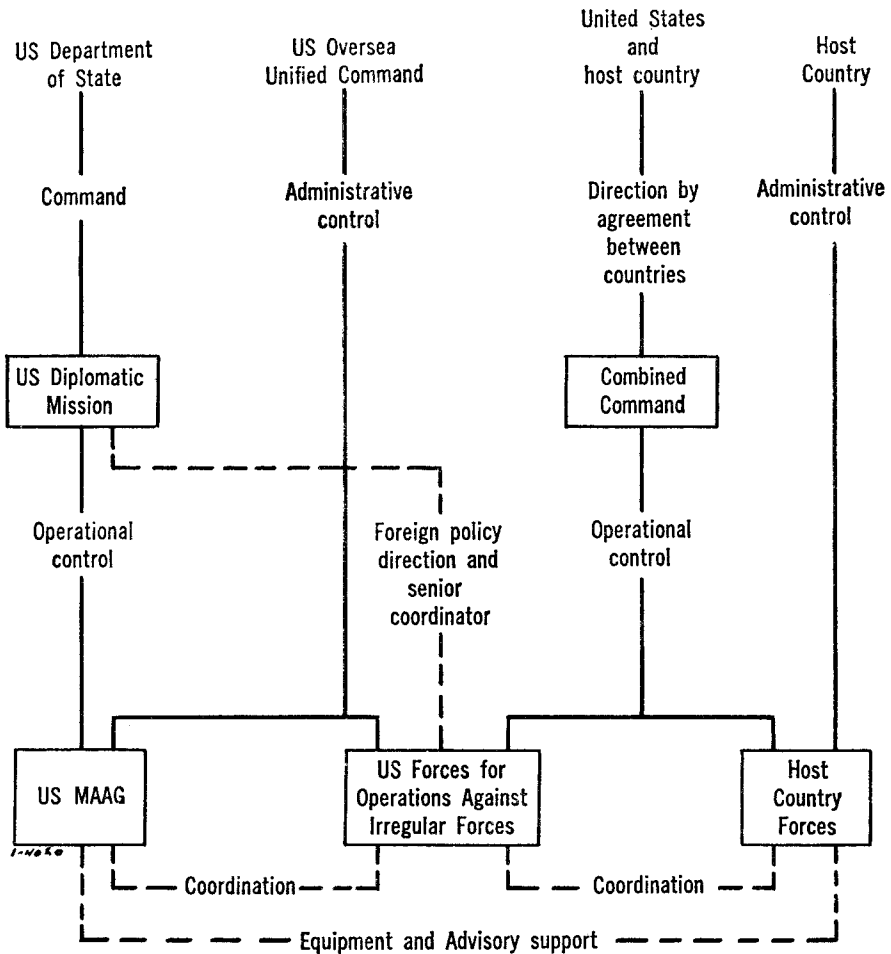 US Department
of State
US Oversea
Unified Command
United States
and
host country
Host
Country
Command
Administrative
control
Direction by
agreement
between
countries
Administrative
control
US Diplomatic
Mission
Combined
Command
Operational
control
Foreign policy
direction and
senior
coordinator
Operational
control
US MAAG
US Forces for
Operations Against
Irregular Forces
Host
Country
Forces
Coordination
Coordination
Equipment and Advisory support